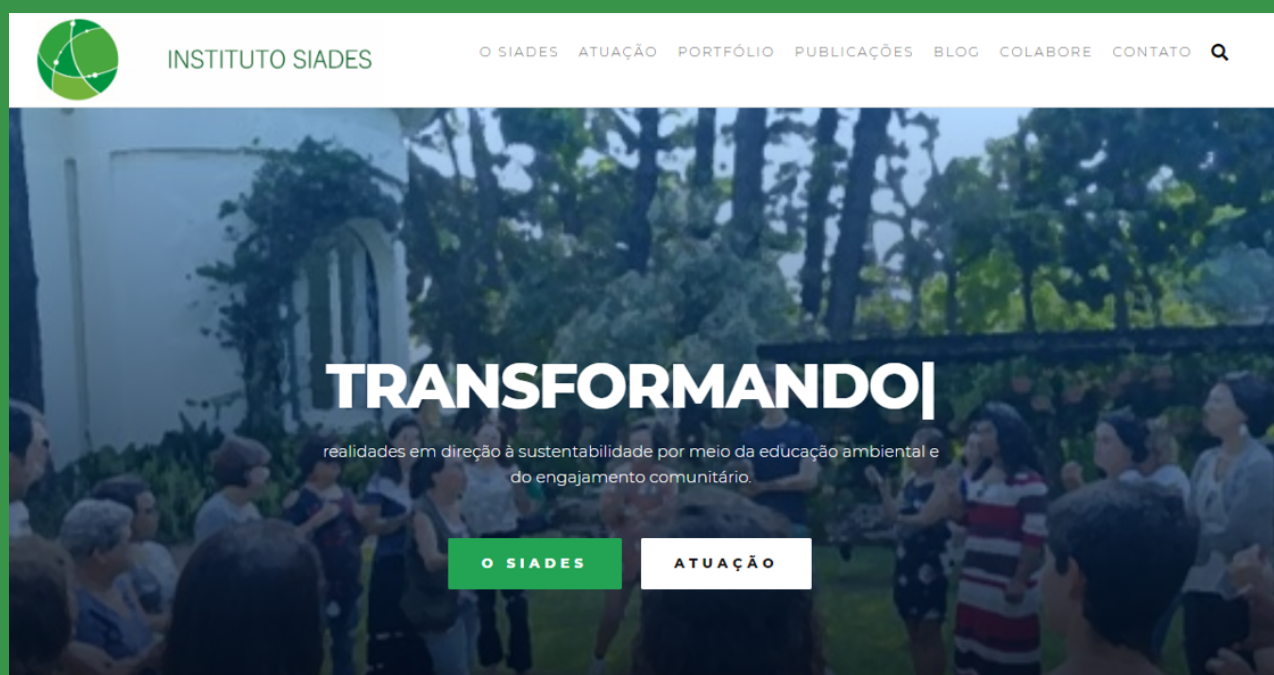 INSTITUTO SIADES
O SIADES ATUAÇÃO PORTFÓLIO PUBLICAÇÕES BLOG COLABORE CONTATO
TRANSFORMANDO|
realidades em direção à sustentabilidade por meio da educação ambiental e
do engajamento comunitário.
O SIADES
ATUAÇÃO